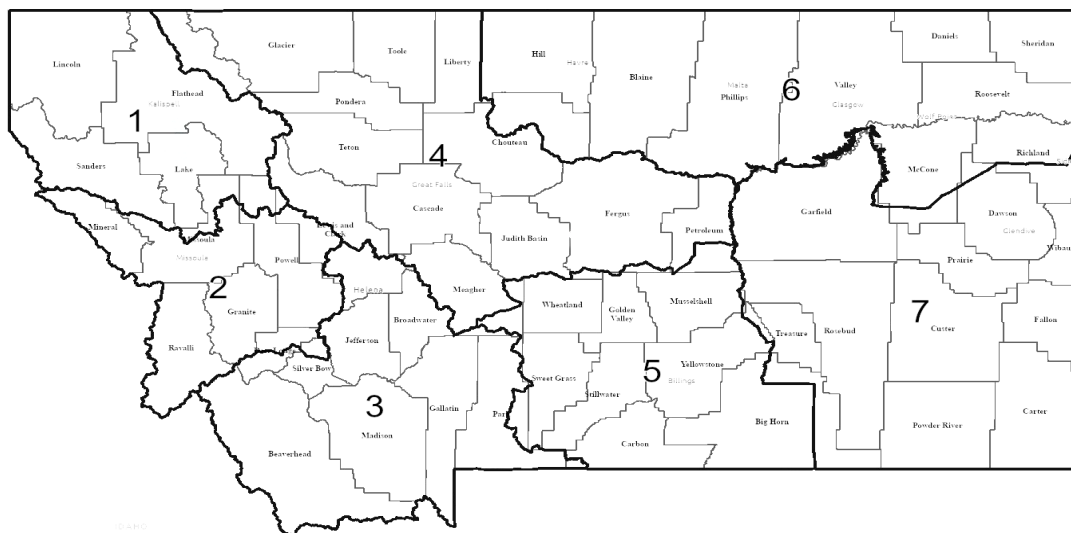 Lincoln
Flathead
Kalispell
1
Sanders
Lake
Glacier
Toole
Liberty
Pondera
Teton
4
Chouteau
Great Falls
Cascade
Judith Basin
Fergus
Petroleum
Meagher
Hill
Havre
Blaine
Malta
Phillips
6
Valley
Glasgow
Daniels
Sheridan
Roosevelt
Wolf Point
Richland
McCone
Garfield
Dawson
Glendive
Wibau
Prairie
7
Custer
Fallon
Rosebud
Treasure
Powder River
Carter
Mineral
Missoula
Powell
2
Granite
Ravalli
Helena
Broadwater
Jefferson
Silver Bow
3
Madison
Gallatin
Beaverhead
Wheatland
Golden
Valley
Musselshell
Sweet Grass
Stillwater
5
Yellowstone
Billings
Carbon
Big Horn
IDAHO